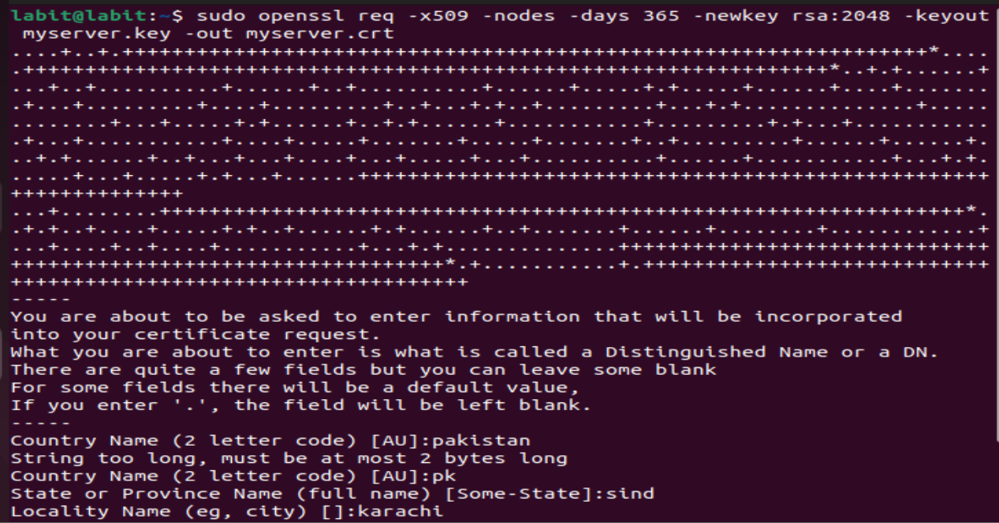 labit@labit:~$ sudo openssl req -x509 -nodes -days 365 -newkey rsa:2048 -keyout
myserver.key -out myserver.crt
-----
You are about to be asked to enter information that will be incorporated
into your certificate request.
What you are about to enter is what is called a Distinguished Name or a DN.
There are quite a few fields but you can leave some blank
For some fields there will be a default value,
If you enter '.', the field will be left blank.
-----
Country Name (2 letter code) [AU]:pakistan
String too long, must be at most 2 bytes long
Country Name (2 letter code) [AU]:pk
State or Province Name (full name) [Some-State]:sind
Locality Name (eg, city) []:karachi